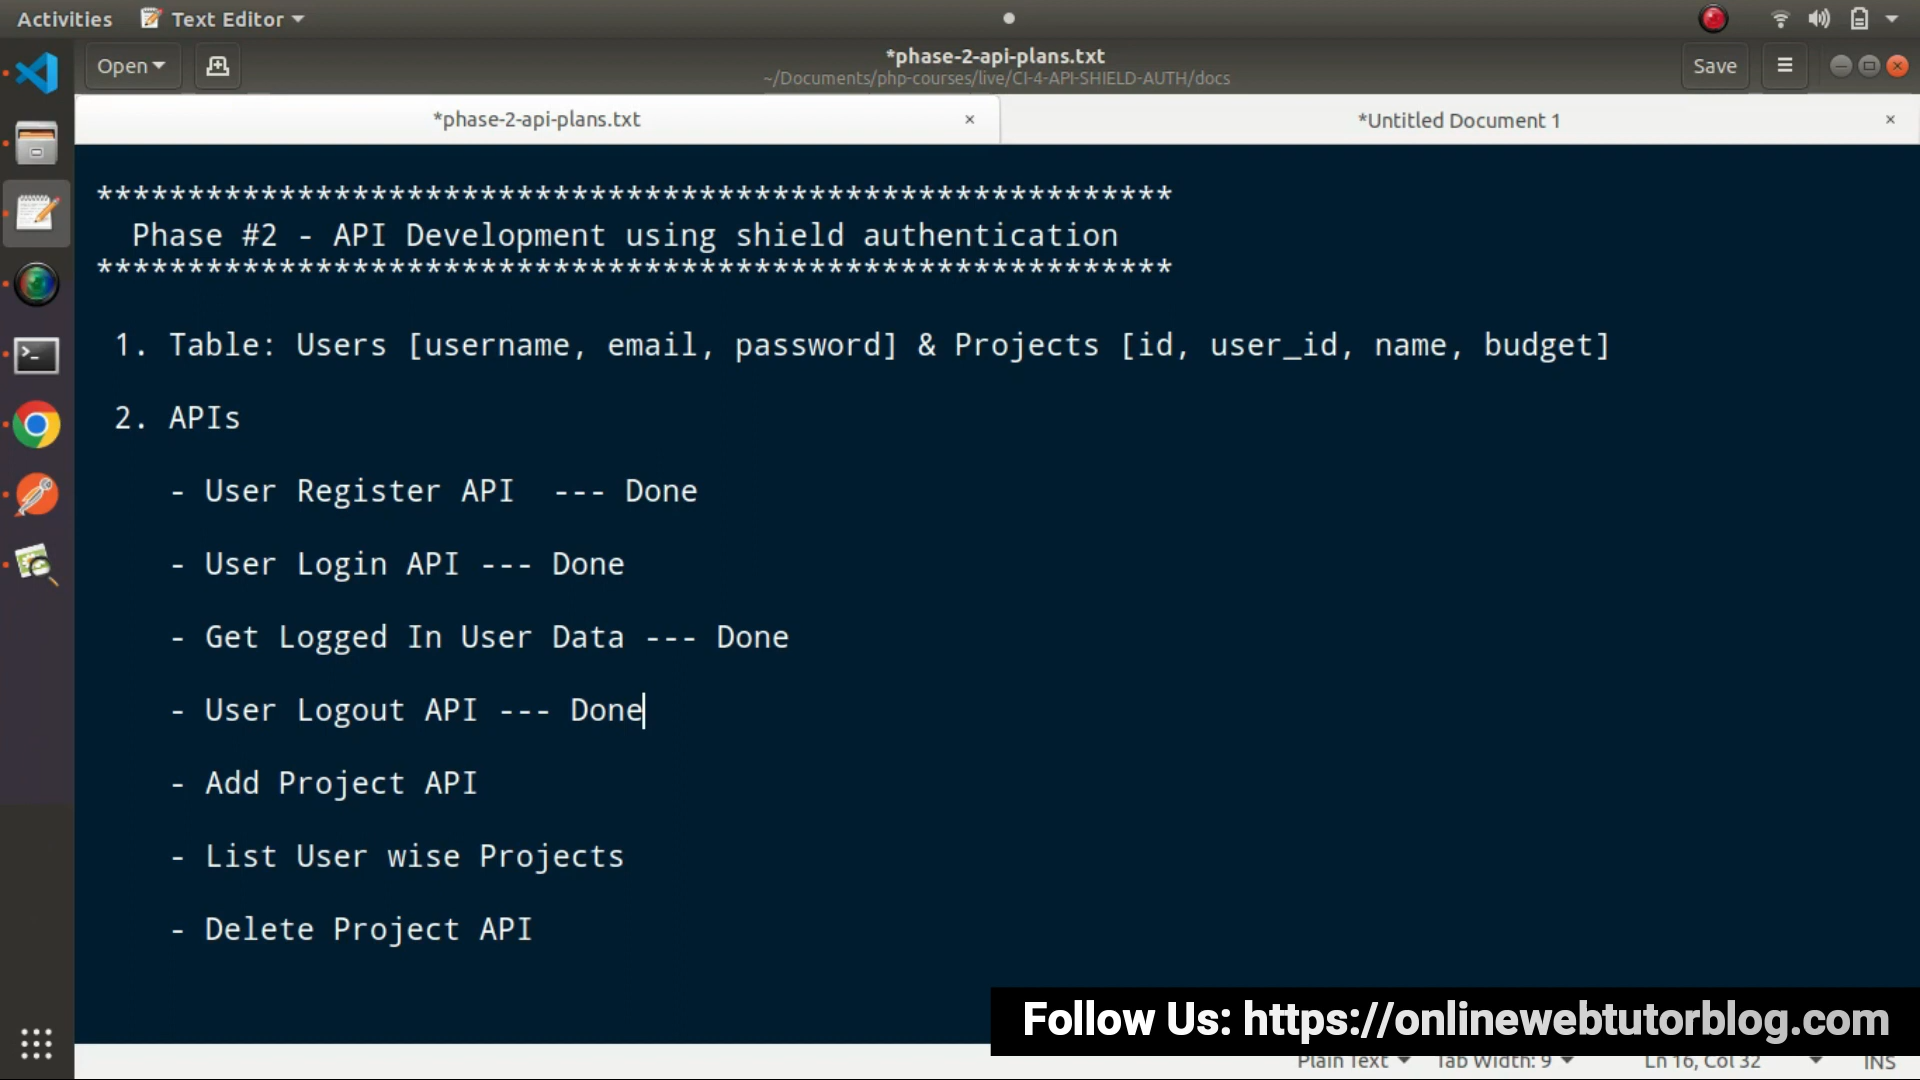 Activities
Text Editor
Open
*phase-2-api-plans.txt
~/Documents/php-courses/live/CI-4-API-SHIELD-AUTH/docs
Save
*phase-2-api-plans.txt
*Untitled Document 1
***********************************************************
Phase #2 - API Development using shield authentication
***********************************************************
1. Table: Users [username, email, password] & Projects [id, user_id, name, budget]
2. APIs
- User Register API  --- Done
- User Login API --- Done
- Get Logged In User Data --- Done
- User Logout API --- Done
- Add Project API
- List User wise Projects
- Delete Project API
Follow Us: https://onlinewebtutorblog.com
Plain Text
Tab Width: 9
Ln 16, Col 32
INS